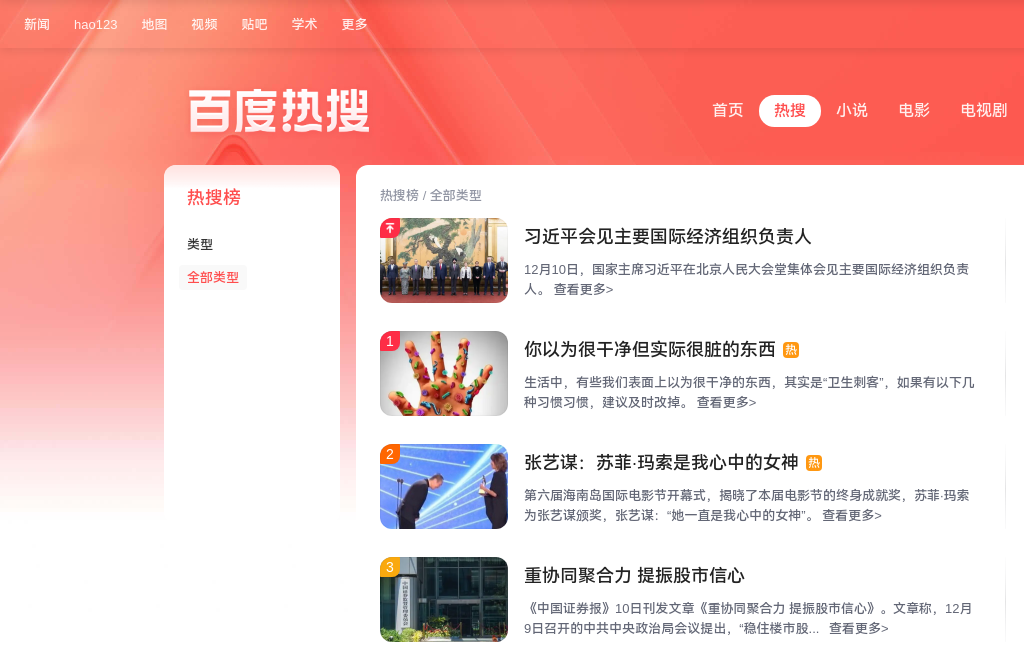 新闻 hao123 地图 视频 贴吧 学术 更多
百度热搜
首页 热搜 小说 电影 电视剧
热搜榜
类型
全部类型
热搜榜 / 全部类型
习近平会见主要国际经济组织负责人
12月10日，国家主席习近平在北京人民大会堂集体会见主要国际经济组织负责
人。 查看更多>
1
你以为很干净但实际很脏的东西 热
生活中，有些我们表面上以为很干净的东西，其实是“卫生刺客”，如果有以下几
种习惯习惯，建议及时改掉。 查看更多>
2
张艺谋：苏菲·玛索是我心中的女神 热
第六届海南岛国际电影节开幕式，揭晓了本届电影节的终身成就奖，苏菲·玛索
为张艺谋颁奖，张艺谋：“她一直是我心中的女神”。 查看更多>
3
重协同聚合力 提振股市信心
《中国证券报》10日刊发文章《重协同聚合力 提振股市信心》。文章称，12月
9日召开的中共中央政治局会议提出，“稳住楼市股... 查看更多>
中国证券监督管理委员会